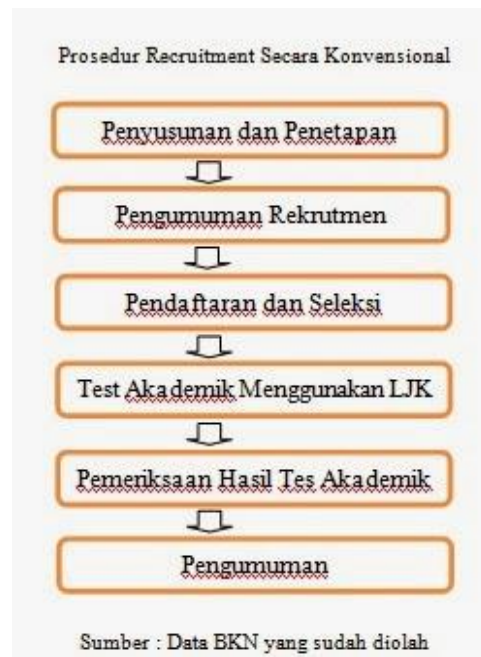 Prosedur Recruitment Secara Konvensional
Penyusunan dan Penetapan
Pengumuman Rekrutmen
Pendaftaran dan Seleksi
Test Akademik Menggunakan LJK
Pemeriksaan Hasil Tes Akademik
Pengumuman
Sumber : Data BKN yang sudah diolah